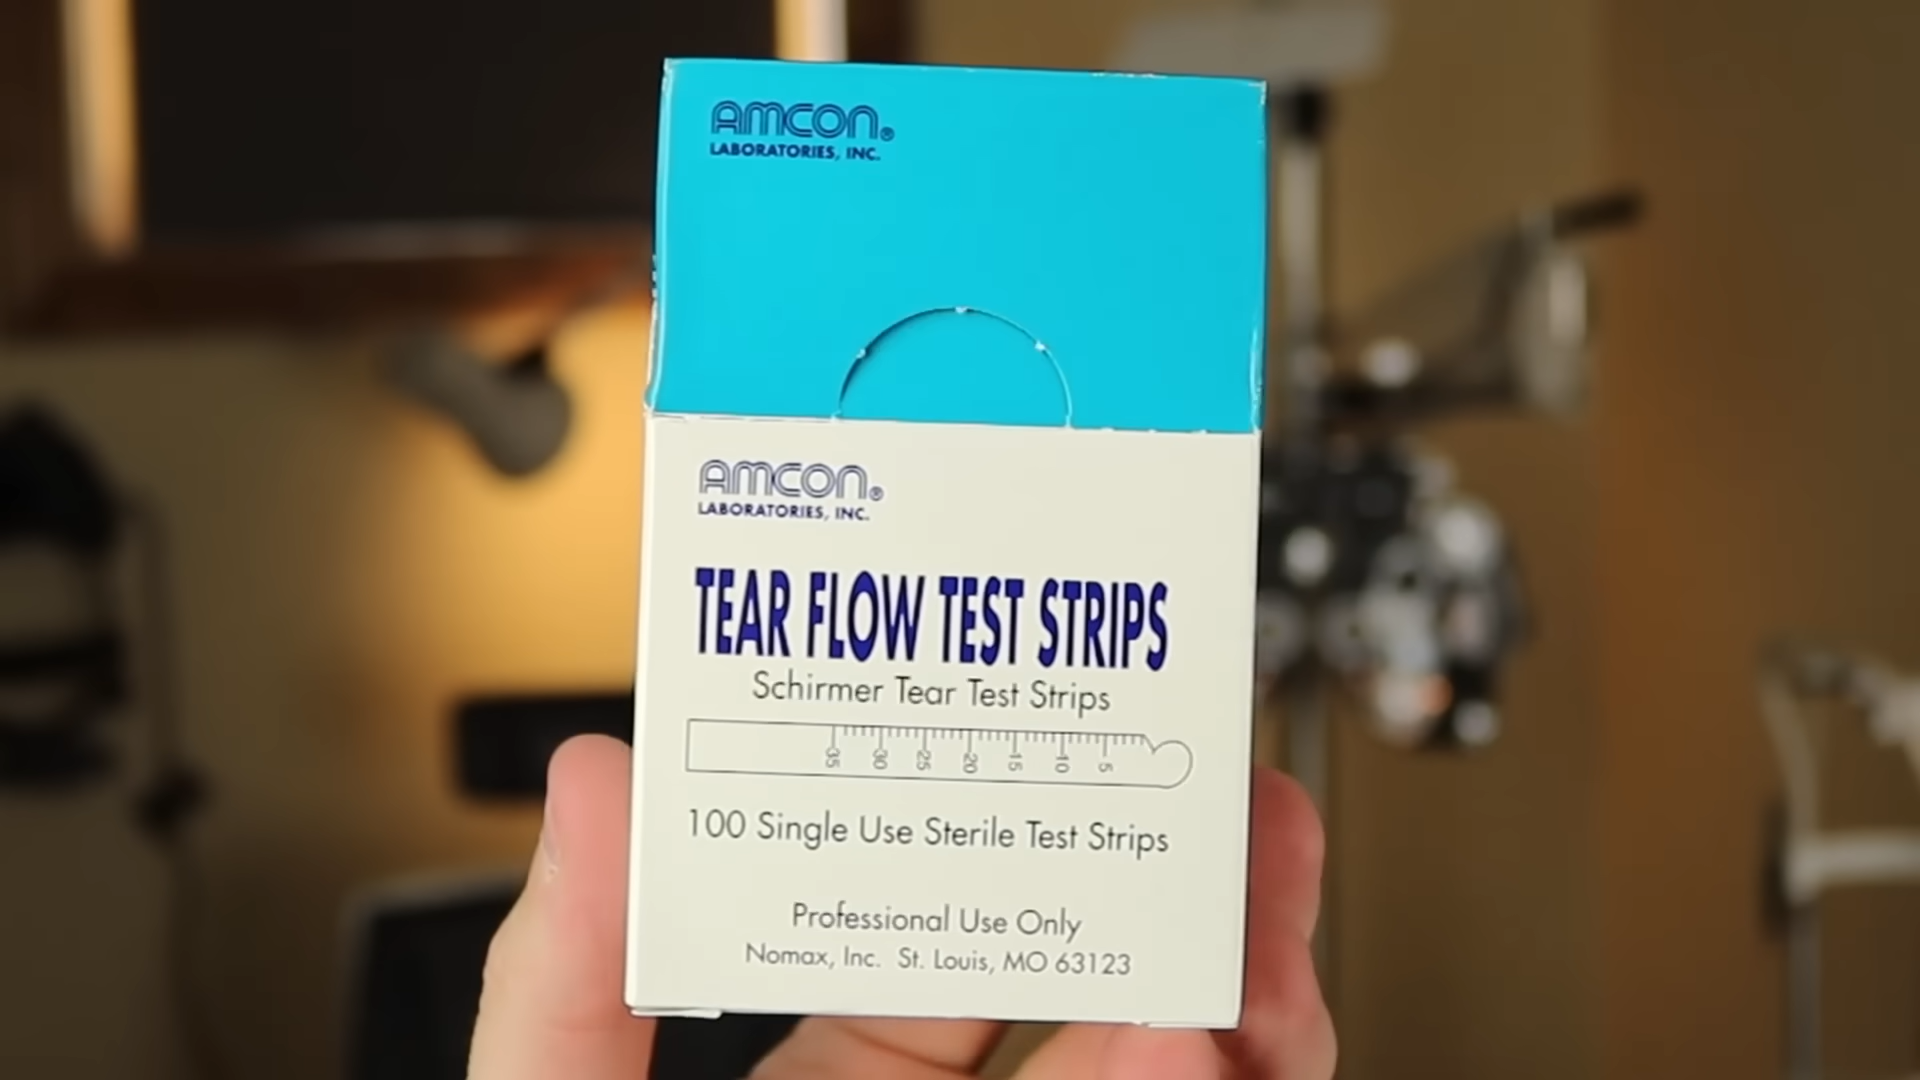 AMCON®
LABORATORIES, INC.
AMCON®
LABORATORIES, INC.
TEAR FLOW TEST STRIPS
Schirmer Tear Test Strips
35 30 25 20 15 10 5
100 Single Use Sterile Test Strips
Professional Use Only
Nomax, Inc. St. Louis, MO 63123